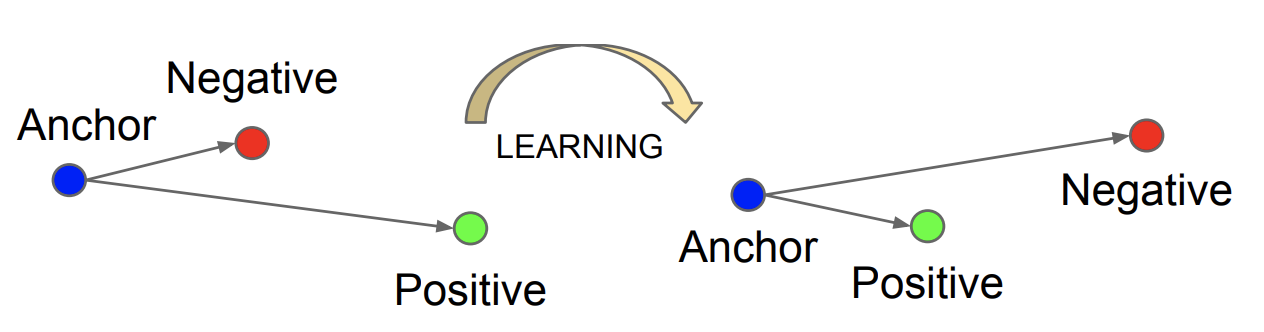 Negative
Anchor
Positive
LEARNING
Anchor
Positive
Negative